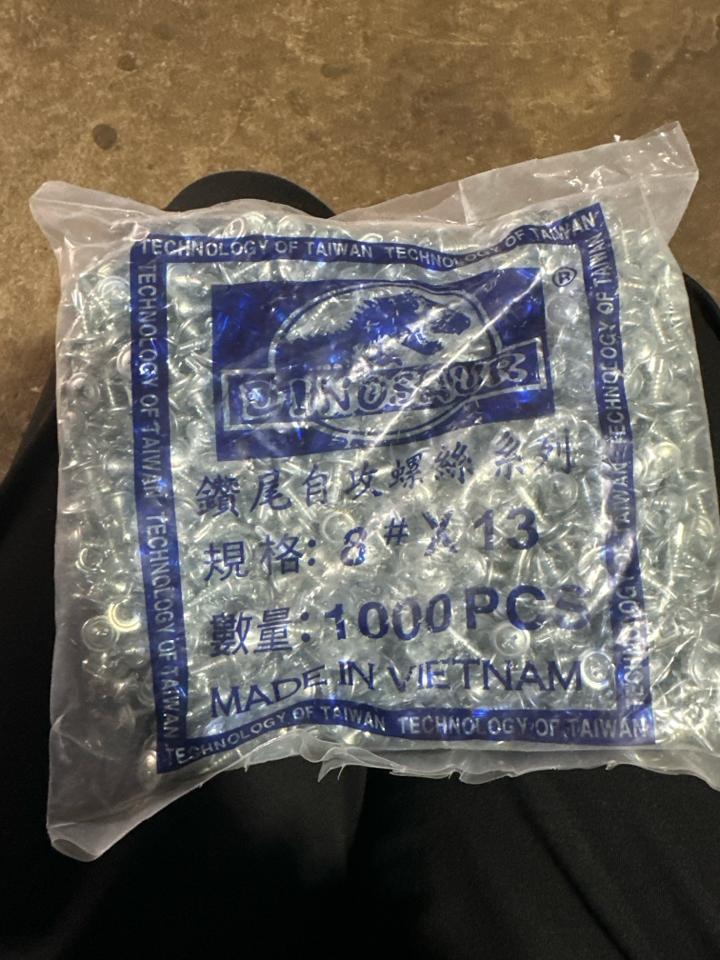 TECHNOLOGY OF TAIWAN TECHNOLOGY OF TAIWAN
TECHNOLOGY OF TAIWAN TECHNOLOGY OF TAIWAN
®
DINOSAUR
鑽尾自攻螺絲 系列
規格: 8# X 13
數量: 1000 PCS
MADE IN VIETNAM
TECHNOLOGY OF TAIWAN TECHNOLOGY OF TAIWAN
TECHNOLOGY OF TAIWAN TECHNOLOGY OF TAIWAN